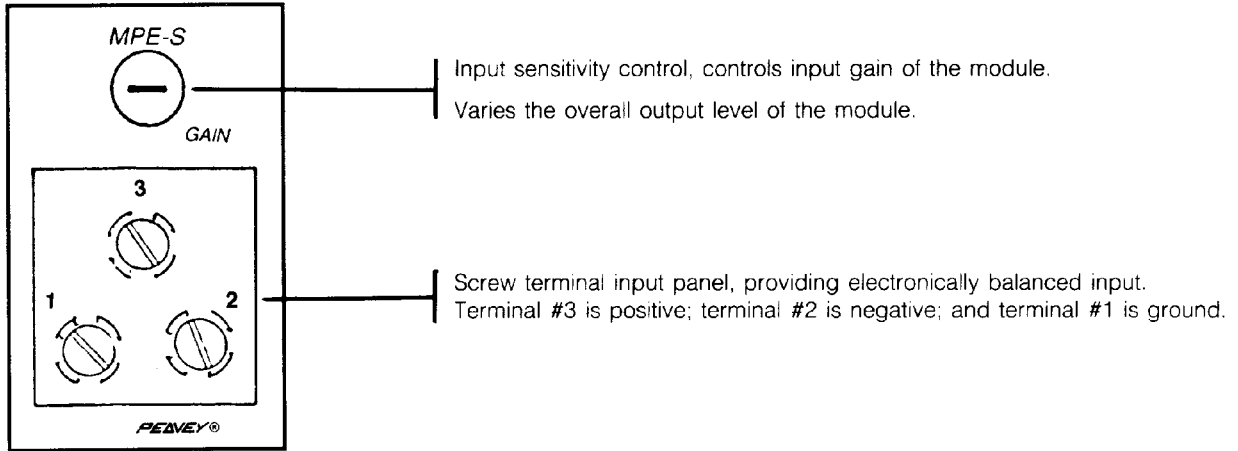 MPE-S
GAIN
Input sensitivity control, controls input gain of the module.
Varies the overall output level of the module.
3
1
2
Screw terminal input panel, providing electronically balanced input.
Terminal #3 is positive; terminal #2 is negative; and terminal #1 is ground.
PEAVEY®